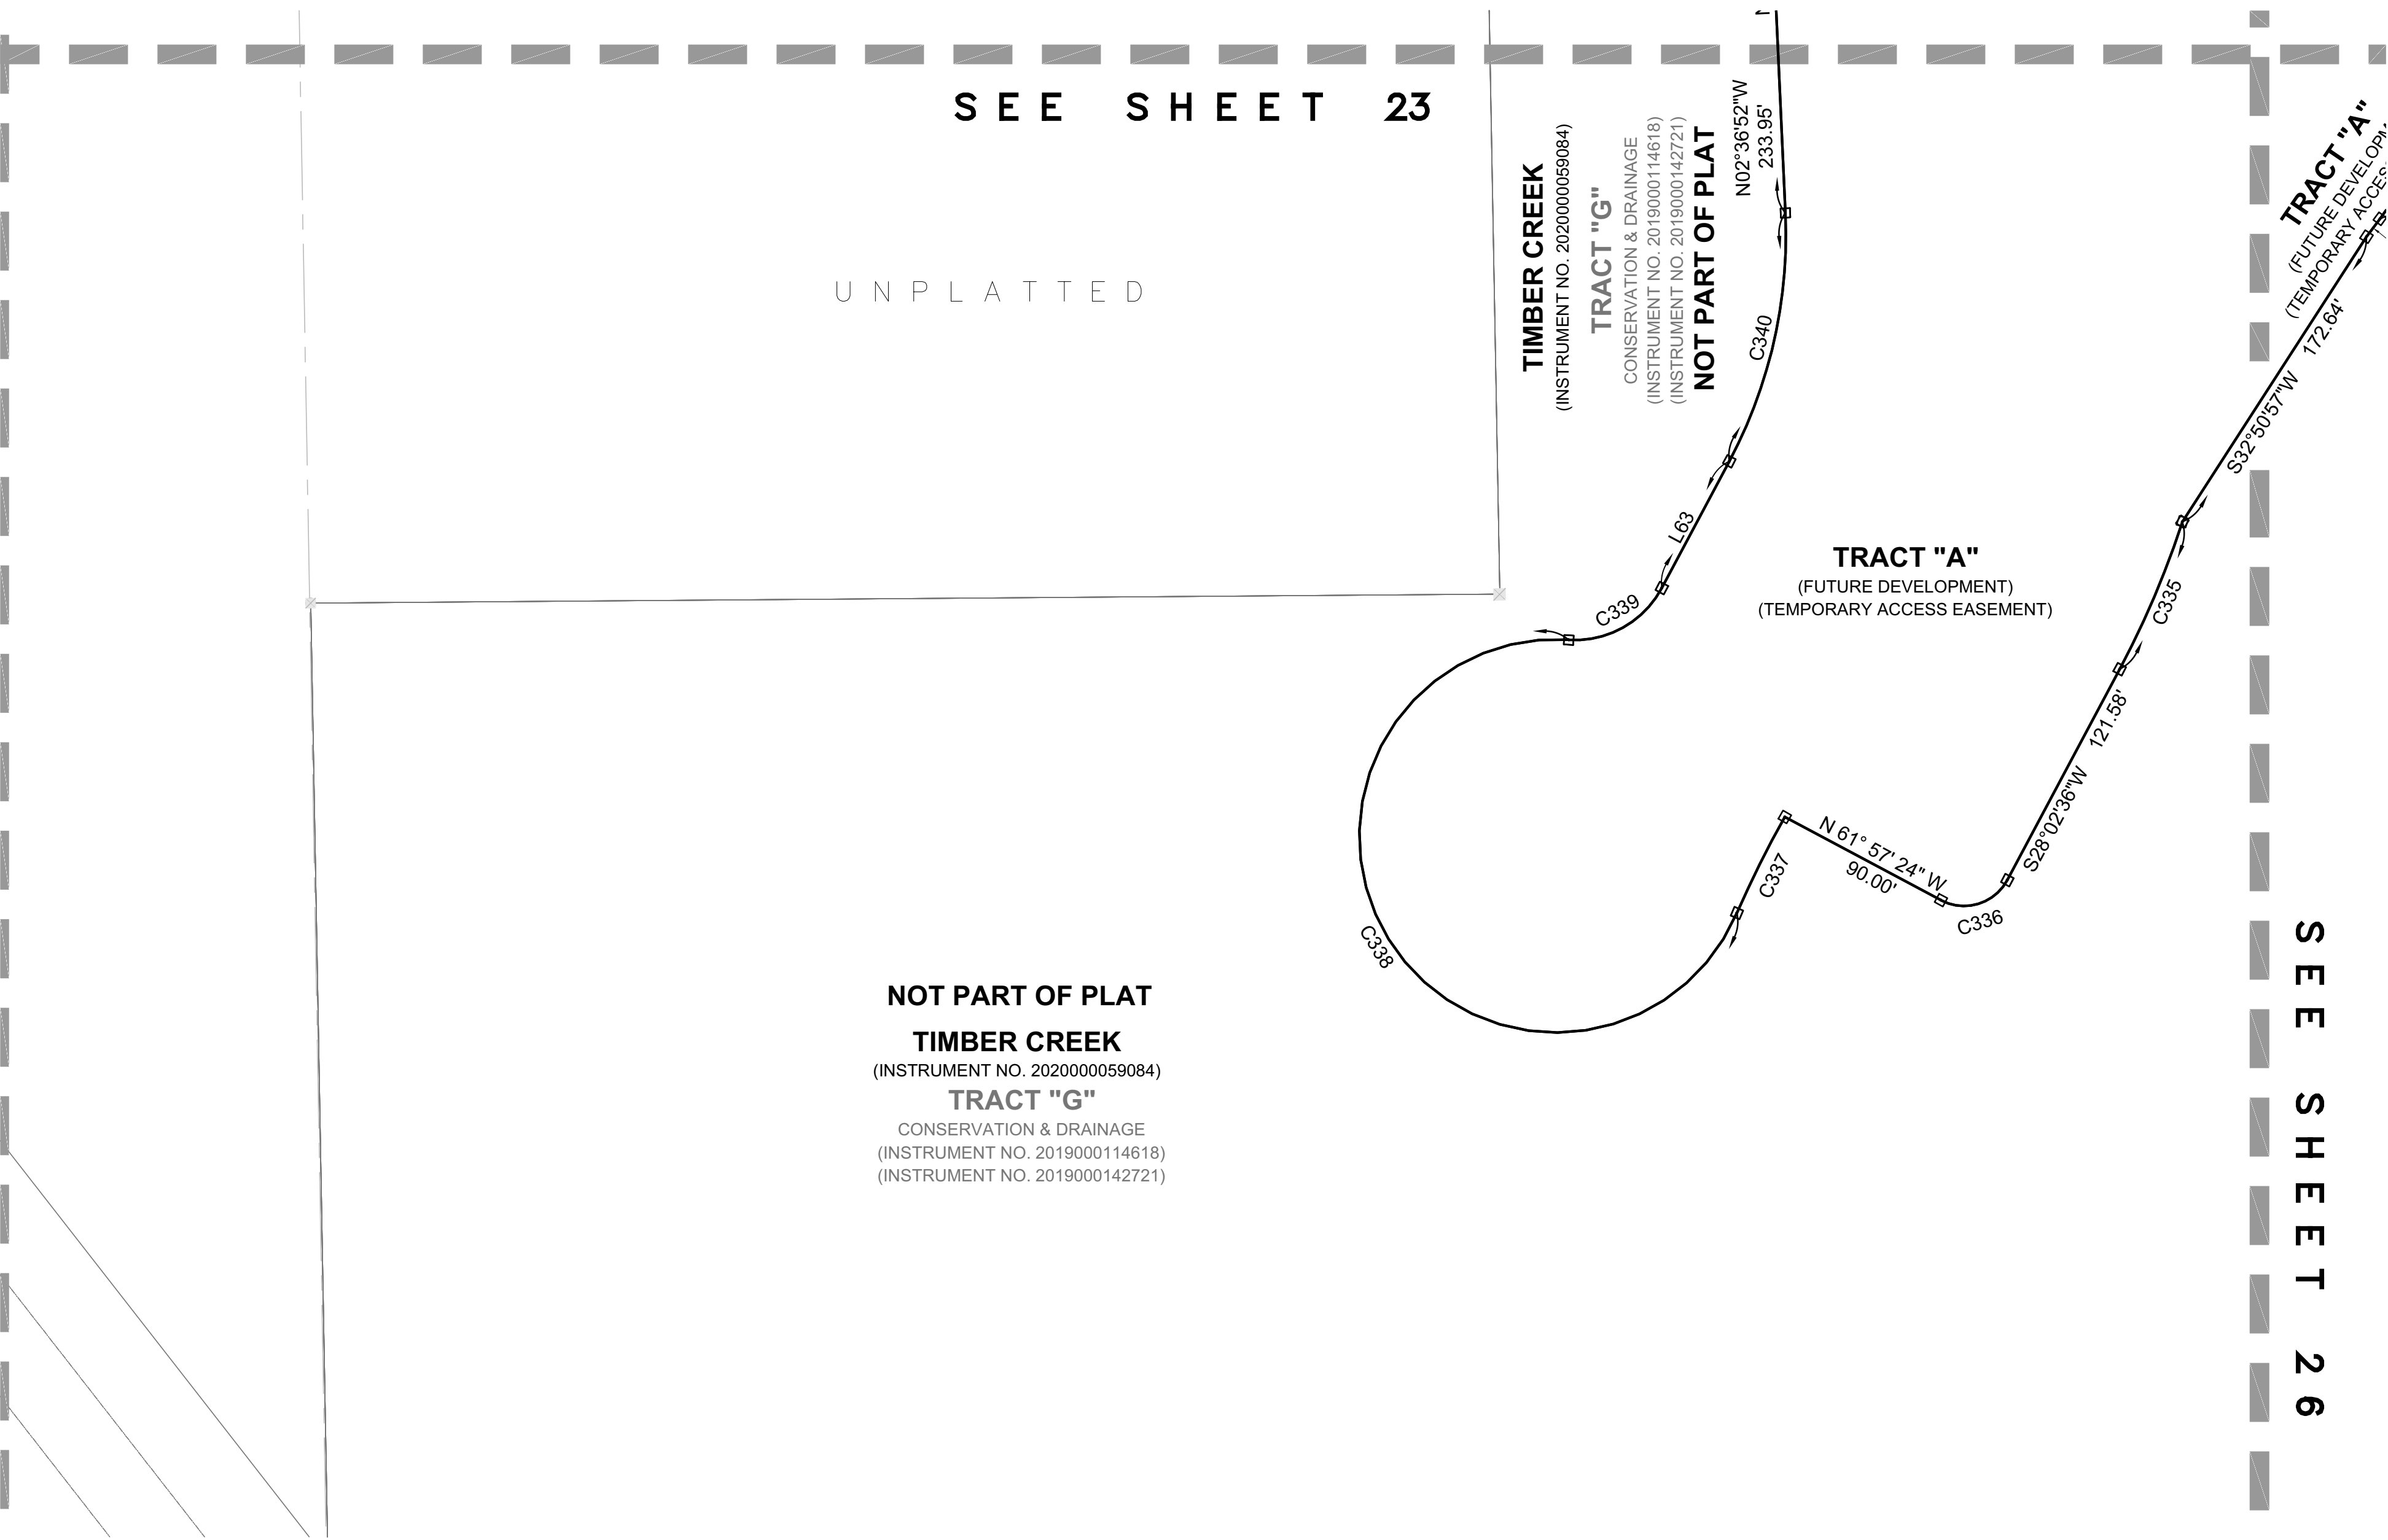 SEE SHEET 23
UNPLATTED
TIMBER CREEK
(INSTRUMENT NO. 2020000059084)
TRACT "G"
CONSERVATION & DRAINAGE
(INSTRUMENT NO. 2019000114618)
(INSTRUMENT NO. 2019000142721)
NOT PART OF PLAT
N02°36'52"W
233.95'
C340
L63
C339
TRACT "A"
(FUTURE DEVELOPMENT)
(TEMPORARY ACCESS EASEMENT)
TRACT "A"
(FUTURE
(TEMPORARY
172.64'
S32°50'57"W
C335
121.58'
S28°02'36"W
N 61° 57' 24" W
90.00'
C336
C337
C338
NOT PART OF PLAT
TIMBER CREEK
(INSTRUMENT NO. 2020000059084)
TRACT "G"
CONSERVATION & DRAINAGE
(INSTRUMENT NO. 2019000114618)
(INSTRUMENT NO. 2019000142721)
SEE SHEET 26